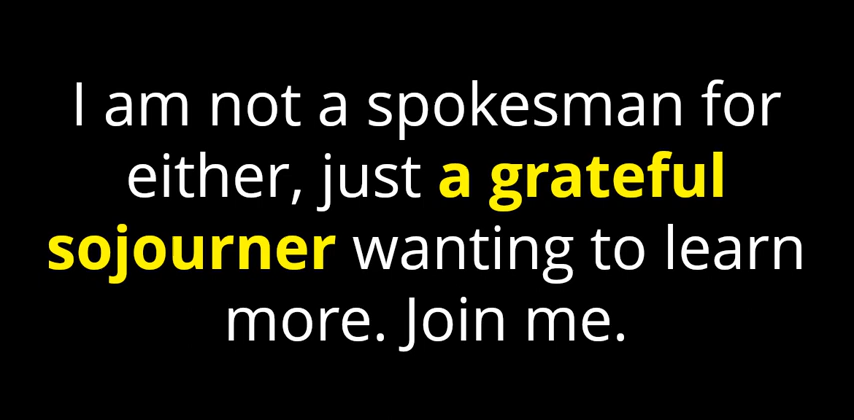 I am not a spokesman for
either, just a grateful
sojourner wanting to learn
more. Join me.